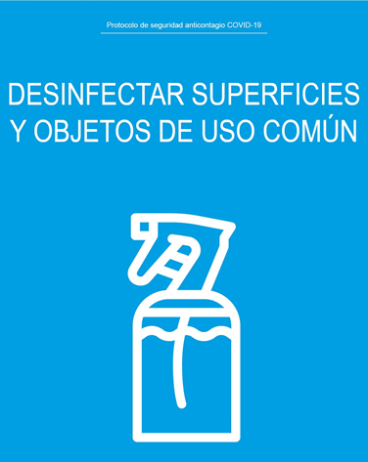 Protocolo de seguridad anticontagio COVID-19
DESINFECTAR SUPERFICIES
Y OBJETOS DE USO COMÚN